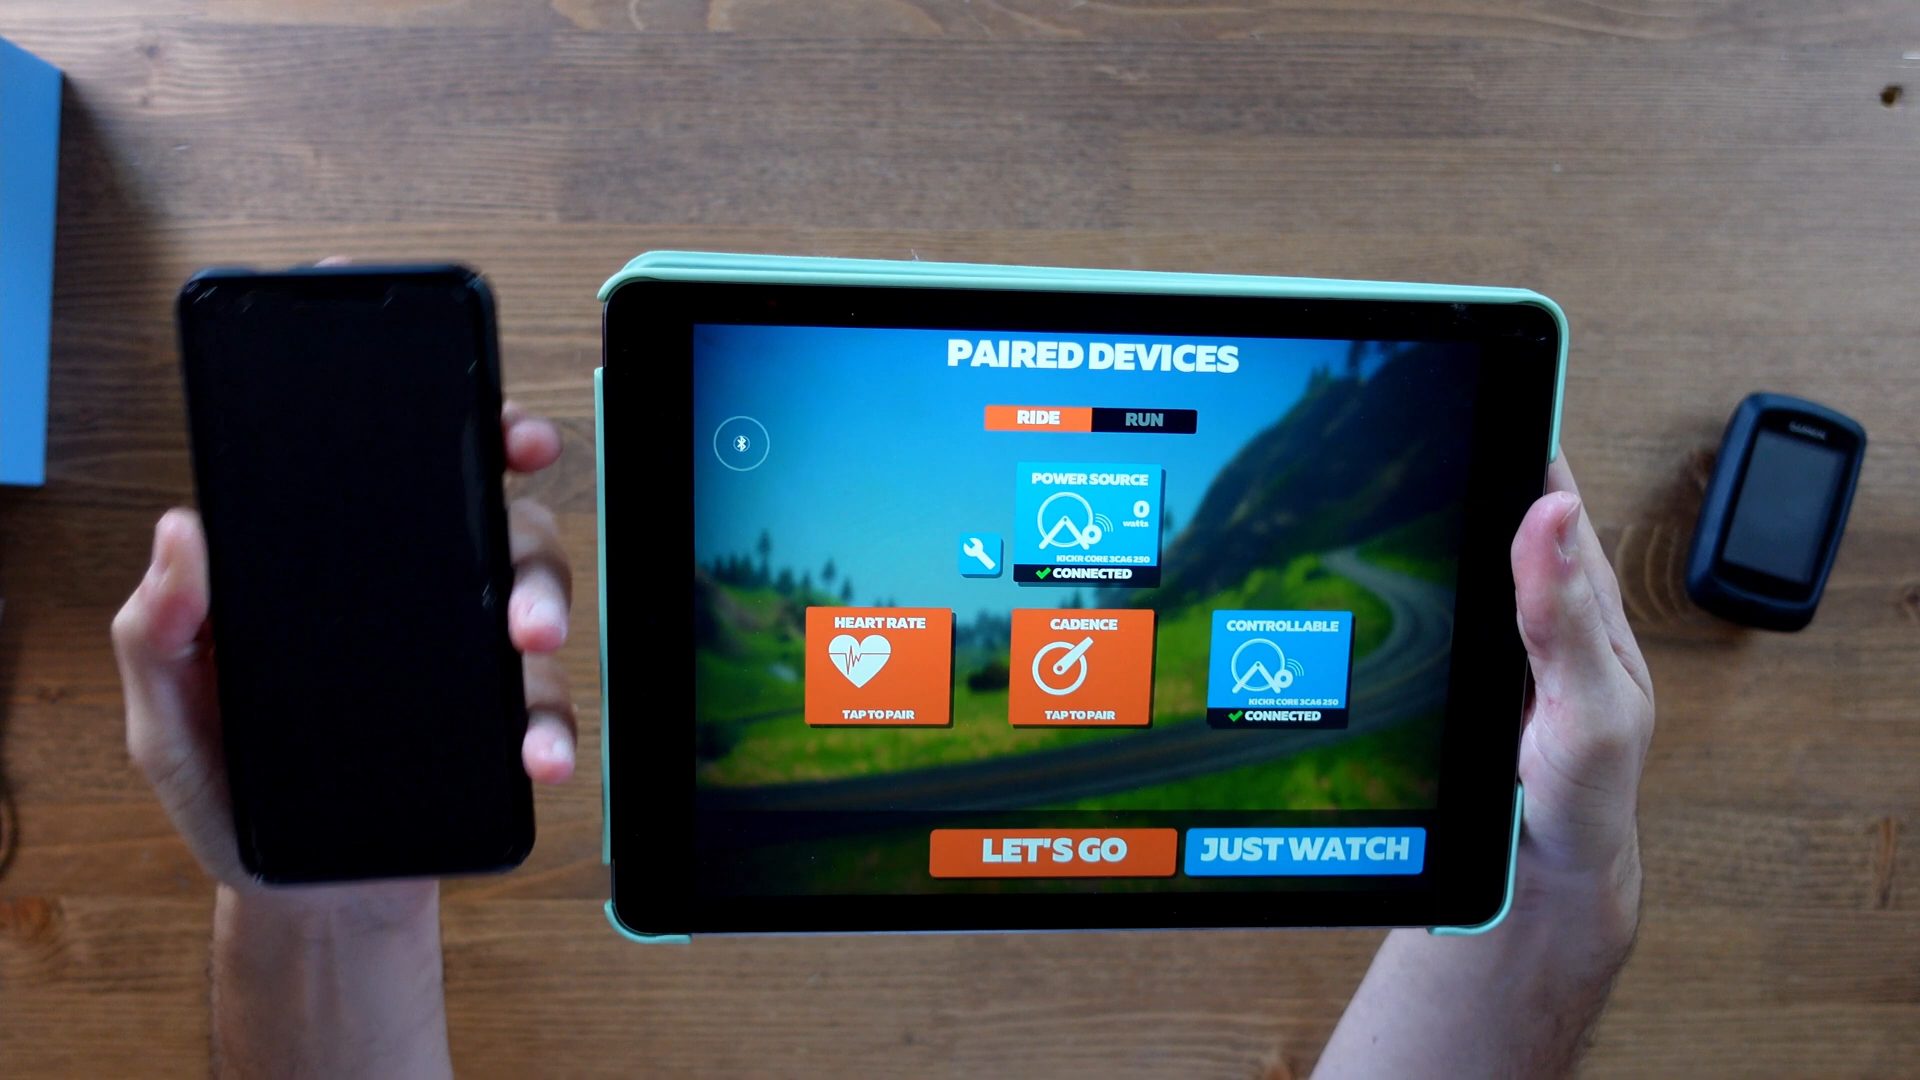 PAIRED DEVICES
RIDE
RUN
POWER SOURCE
0
watts
KICKR CORE 3CA6 250
CONNECTED
HEART RATE
TAP TO PAIR
CADENCE
TAP TO PAIR
CONTROLLABLE
KICKR CORE 3CA6 250
CONNECTED
LET'S GO
JUST WATCH
GARMIN